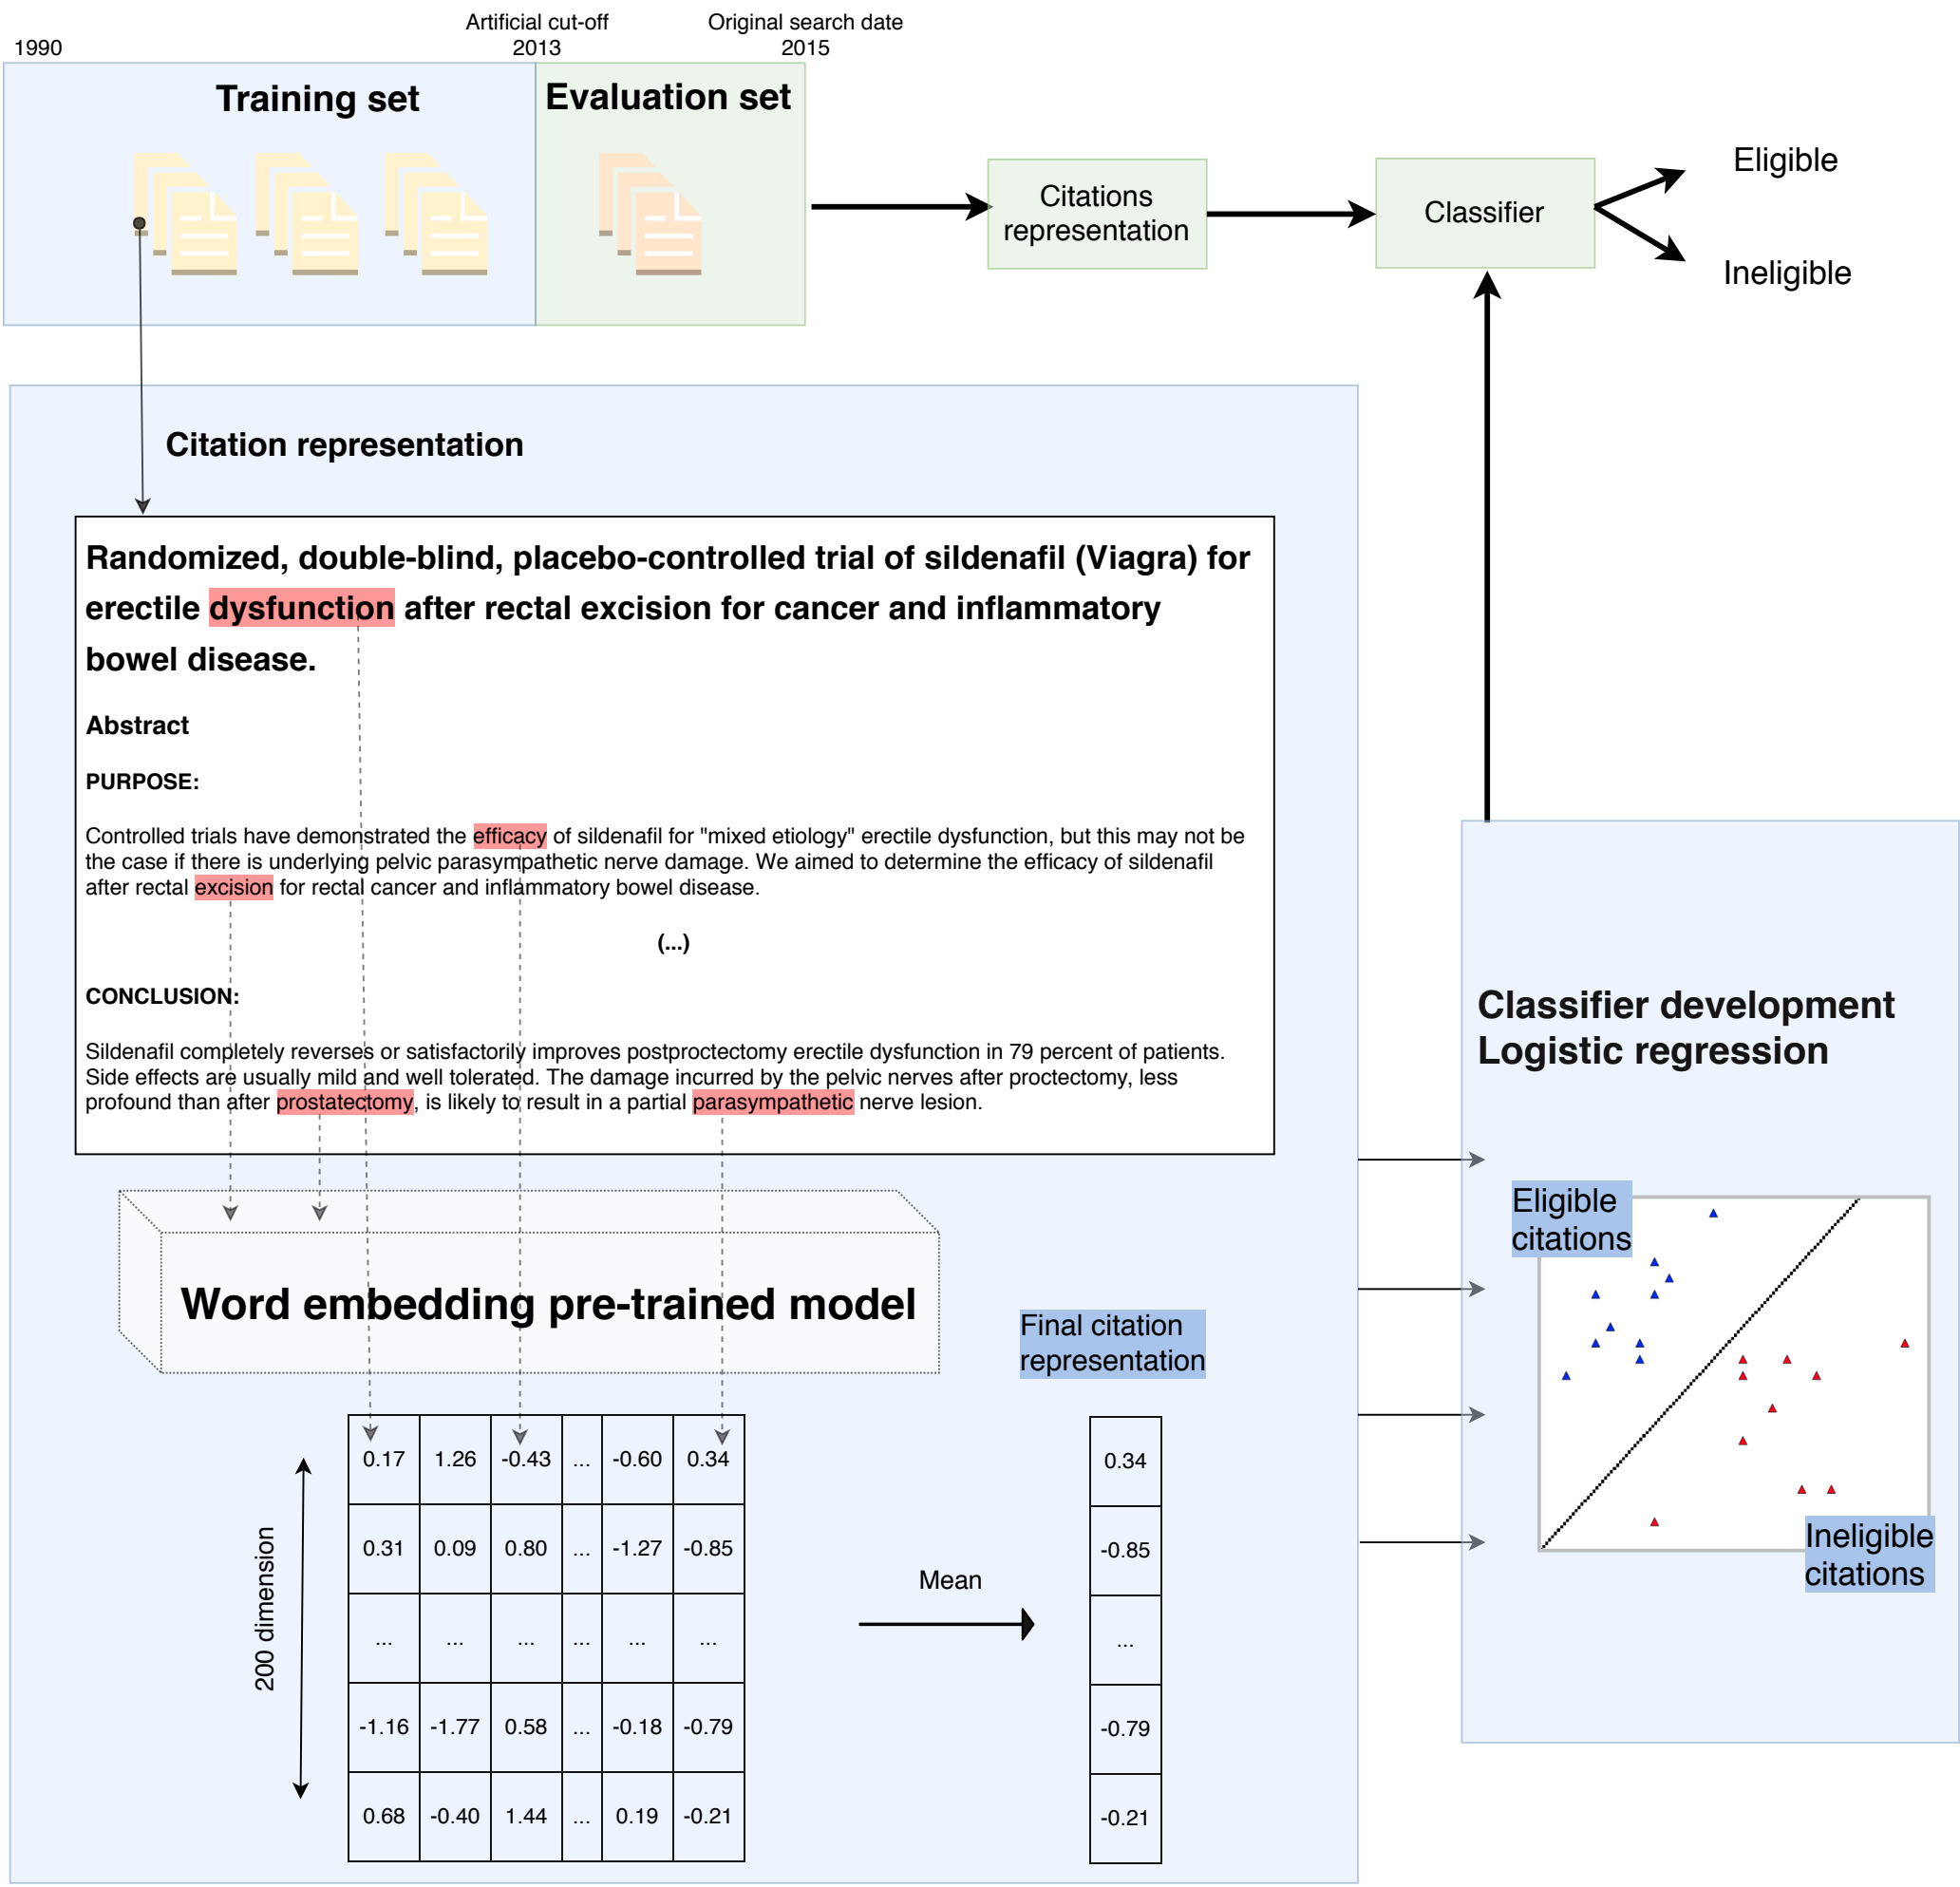 Artificial cut-off
Original search date
1990
2013
2015
Training set
Evaluation set
Citations
representation
Classifier
Eligible
Ineligible
Citation representation
Randomized, double-blind, placebo-controlled trial of sildenafil (Viagra) for
erectile dysfunction after rectal excision for cancer and inflammatory
bowel disease.
Abstract
PURPOSE:
Controlled trials have demonstrated the efficacy of sildenafil for "mixed etiology" erectile dysfunction, but this may not be
the case if there is underlying pelvic parasympathetic nerve damage. We aimed to determine the efficacy of sildenafil
after rectal excision for rectal cancer and inflammatory bowel disease.
(...)
CONCLUSION:
Sildenafil completely reverses or satisfactorily improves postproctectomy erectile dysfunction in 79 percent of patients.
Side effects are usually mild and well tolerated. The damage incurred by the pelvic nerves after proctectomy, less
profound than after prostatectomy, is likely to result in a partial parasympathetic nerve lesion.
Word embedding pre-trained model
Final citation
representation
200 dimension
0.17 1.26 -0.43 ... -0.60 0.34
0.31 0.09 0.80 ... -1.27 -0.85
... ... ... ... ... ...
-1.16 -1.77 0.58 ... -0.18 -0.79
0.68 -0.40 1.44 ... 0.19 -0.21
Mean
0.34
-0.85
...
-0.79
-0.21
Classifier development
Logistic regression
Eligible
citations
Ineligible
citations